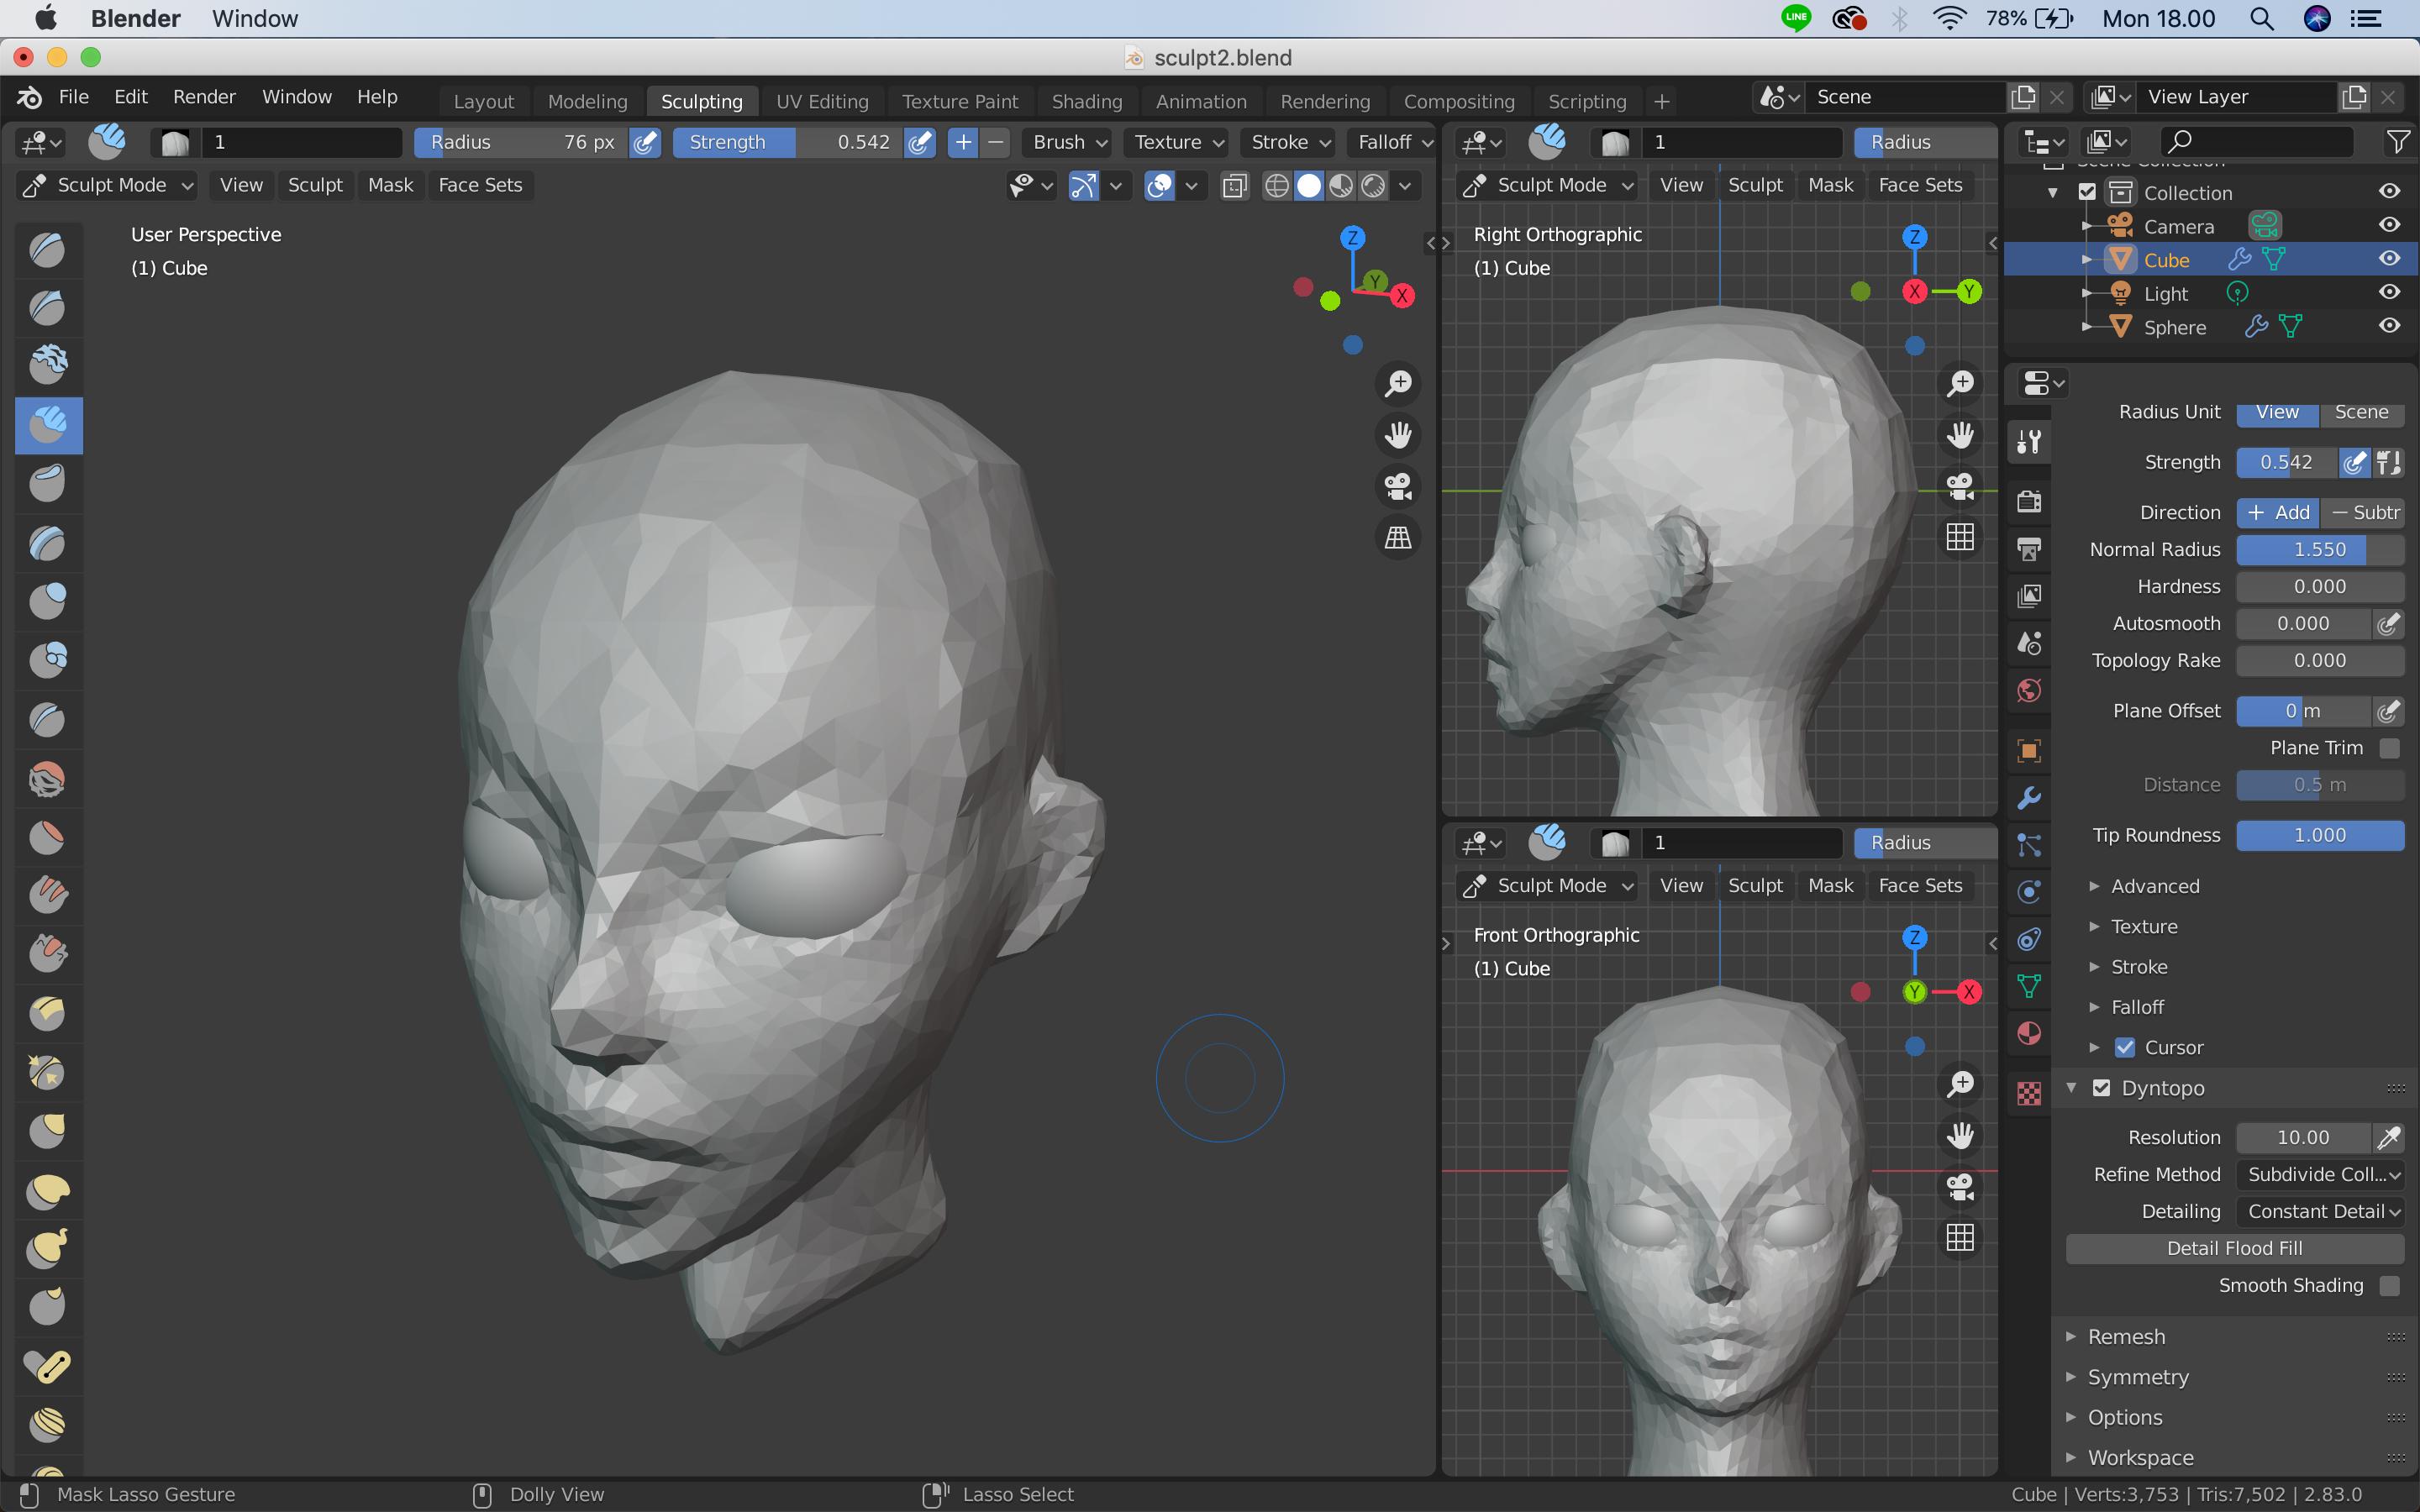 Blender Window
LINE
78% Mon 18.00
sculpt2.blend
File Edit Render Window Help
Layout Modeling Sculpting UV Editing Texture Paint Shading Animation Rendering Compositing Scripting +
Scene
View Layer
1
Radius 76 px
Strength 0.542
+ −
Brush Texture Stroke Falloff
Sculpt Mode View Sculpt Mask Face Sets
User Perspective
(1) Cube
Z
Y
X
1 Radius
Sculpt Mode View Sculpt Mask Face Sets
Right Orthographic
(1) Cube
Z
X
Y
1 Radius
Sculpt Mode View Sculpt Mask Face Sets
Front Orthographic
(1) Cube
Z
Y
X
Scene Collection
Collection
Camera
Cube
Light
Sphere
Radius Unit View Scene
Strength 0.542
Direction + Add − Subtr
Normal Radius 1.550
Hardness 0.000
Autosmooth 0.000
Topology Rake 0.000
Plane Offset 0 m
Plane Trim
Distance 0.5 m
Tip Roundness 1.000
Advanced
Texture
Stroke
Falloff
Cursor
Dyntopo
Resolution 10.00
Refine Method Subdivide Coll...
Detailing Constant Detail
Detail Flood Fill
Smooth Shading
Remesh
Symmetry
Options
Workspace
Mask Lasso Gesture
Dolly View
Lasso Select
Cube | Verts:3,753 | Tris:7,502 | 2.83.0